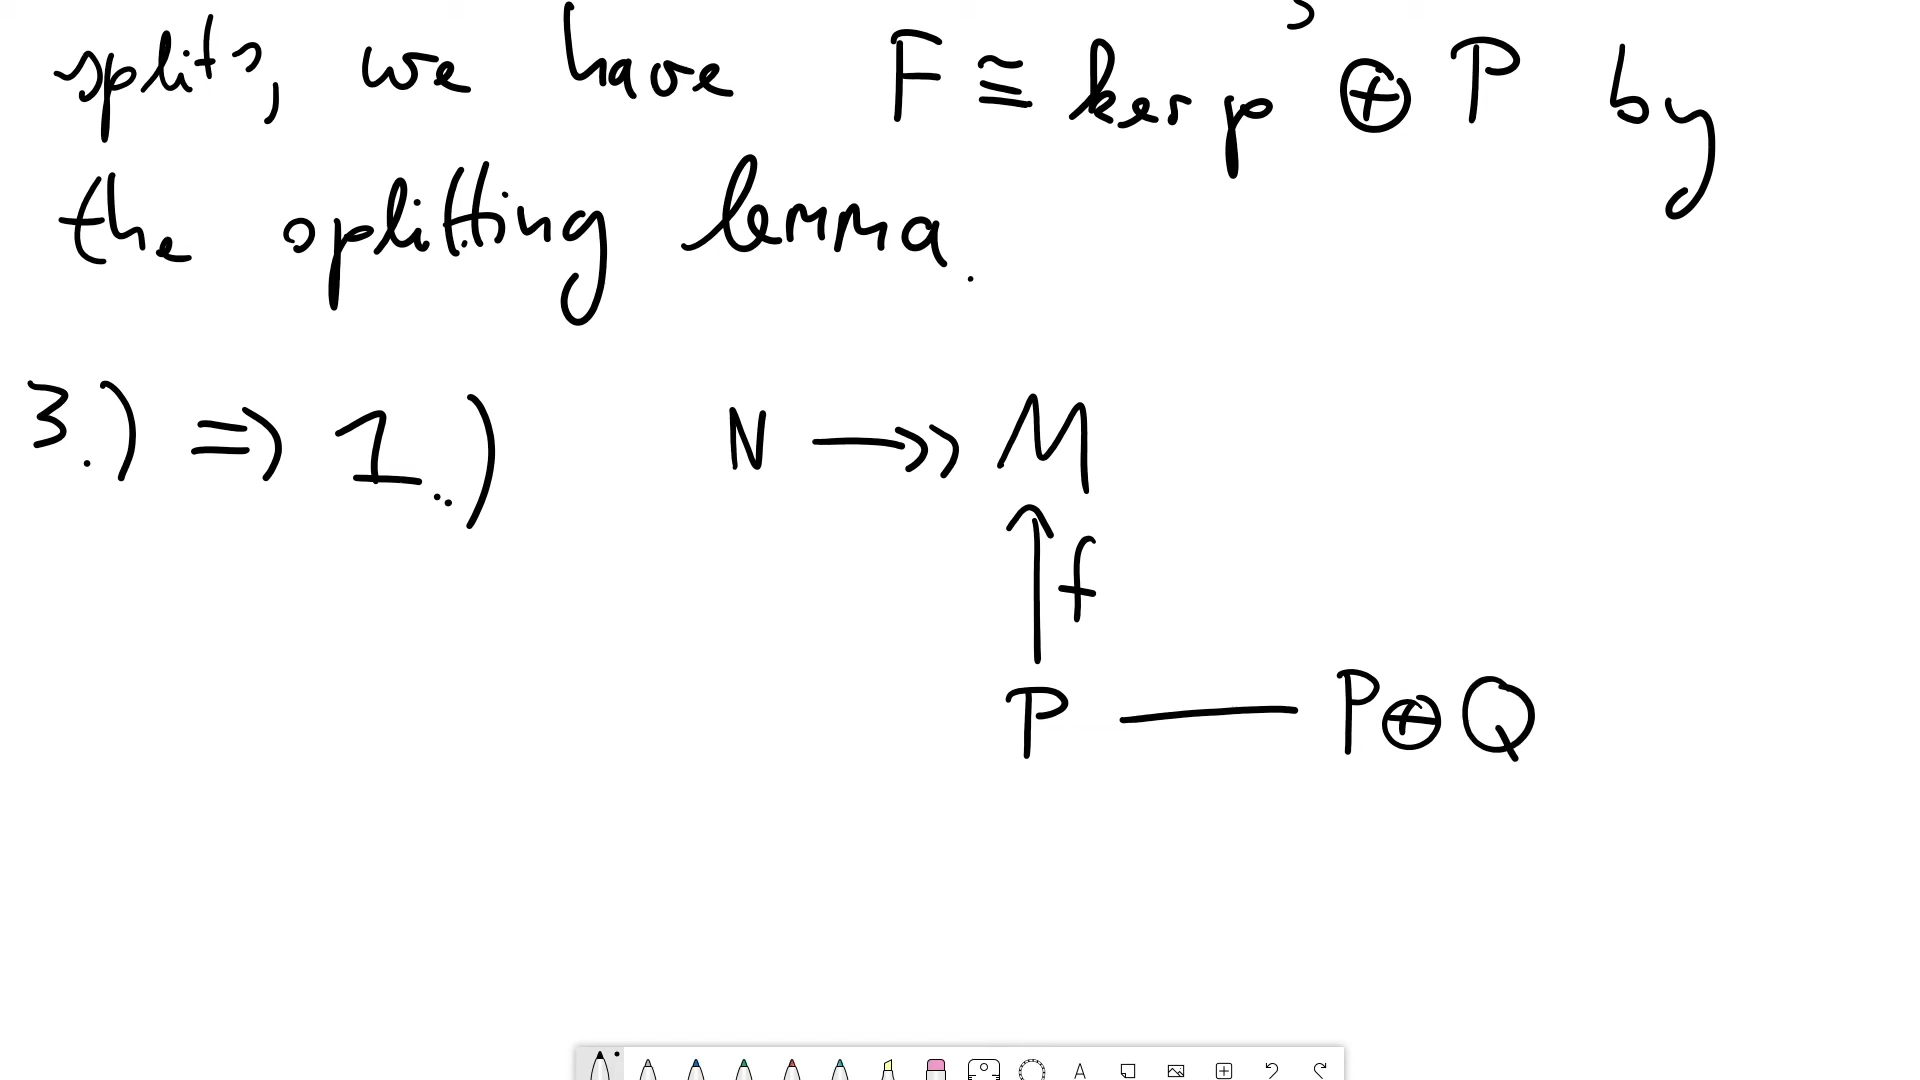 splits, we have F ≅ ker p ⊕ P by
the splitting lemma.
3.) ⇒ 1.) N ↠ M
↑ f
P — P ⊕ Q
A